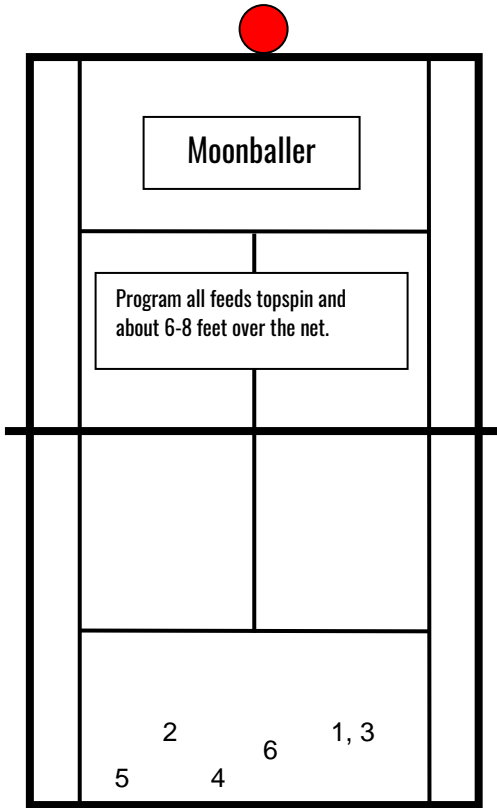 Moonballer
Program all feeds topspin and
about 6-8 feet over the net.
2
1, 3
6
5
4